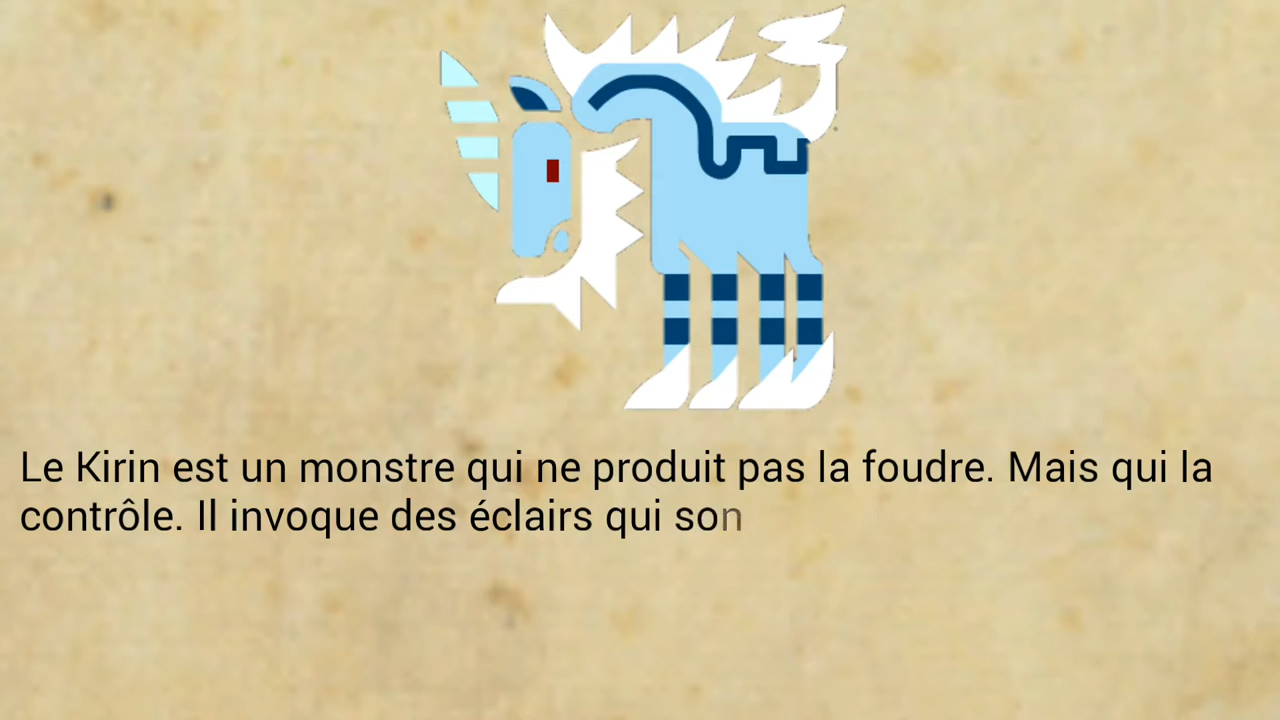 Le Kirin est un monstre qui ne produit pas la foudre. Mais qui la
contrôle. Il invoque des éclairs qui son